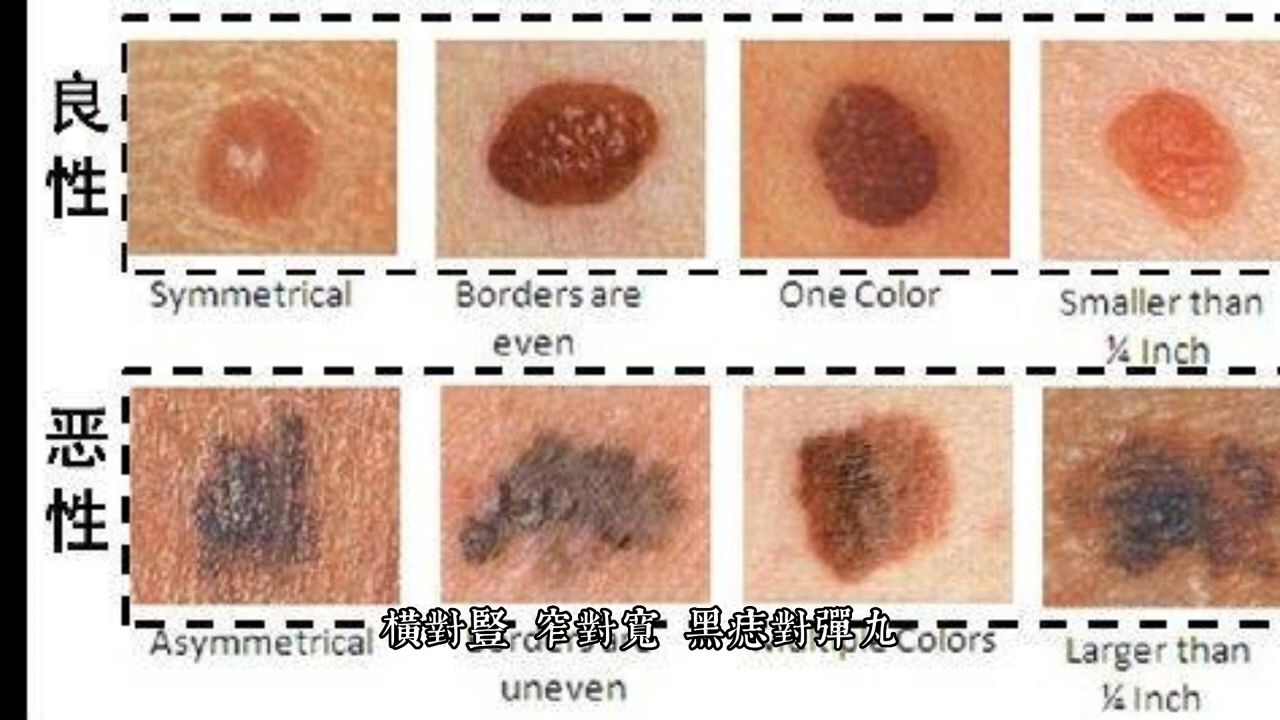 良性
Symmetrical
Borders are
even
One Color
Smaller than
¼ Inch
恶性
Asymmetrical
uneven
Colors
Larger than
¼ Inch
橫對豎 窄對寬 黑痣對彈丸